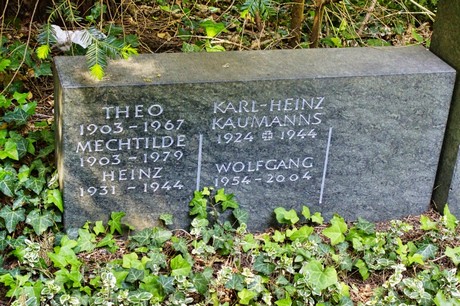 THEO
1903-1967
MECHTILDE
1903-1979
HEINZ
1931-1944
KARL-HEINZ
KAUMANNS
1924 ✠ 1944
WOLFGANG
1954-2004